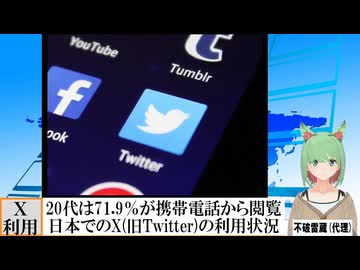 YouTube
Tumblr
ook
Twitter
X
利用
20代は71.9%が携帯電話から閲覧
日本でのX(旧Twitter)の利用状況
不破雷蔵(代理)